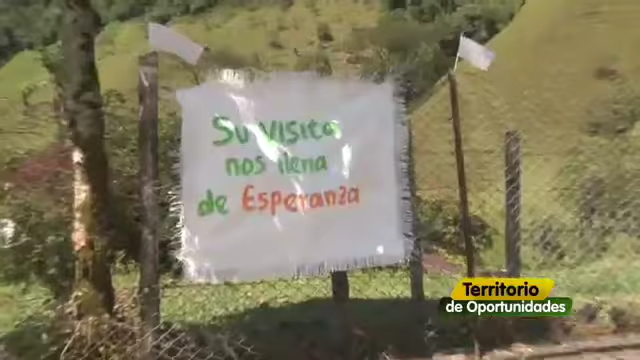 Su visita
nos llena
de Esperanza
Territorio
de Oportunidades